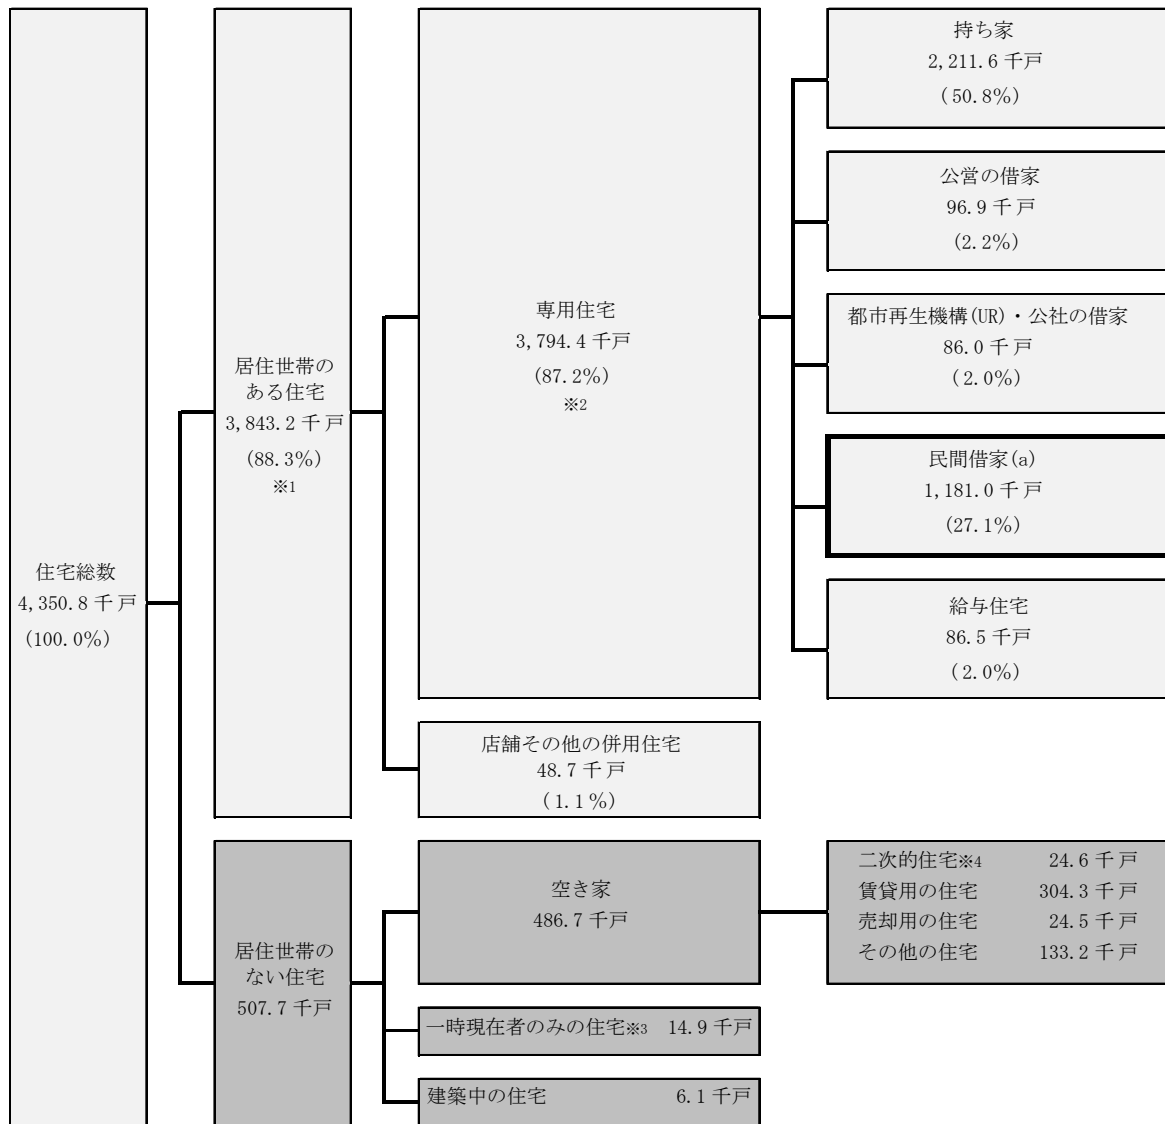 住宅総数
4,350.8千戸
(100.0%)
居住世帯の
ある住宅
3,843.2千戸
(88.3%)
※1
専用住宅
3,794.4千戸
(87.2%)
※2
持ち家
2,211.6千戸
(50.8%)
公営の借家
96.9千戸
(2.2%)
都市再生機構(UR)・公社の借家
86.0千戸
(2.0%)
民間借家(a)
1,181.0千戸
(27.1%)
給与住宅
86.5千戸
(2.0%)
店舗その他の併用住宅
48.7千戸
(1.1%)
居住世帯の
ない住宅
507.7千戸
空き家
486.7千戸
二次的住宅※4 24.6千戸
賃貸用の住宅 304.3千戸
売却用の住宅 24.5千戸
その他の住宅 133.2千戸
一時現在者のみの住宅※3 14.9千戸
建築中の住宅 6.1千戸